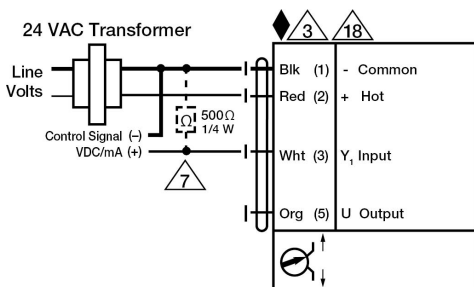 24 VAC Transformer
3
18
Line
Volts
Blk (1) - Common
Red (2) + Hot
Ω
500Ω
1/4 W
Control Signal (–)
VDC/mA (+)
Wht (3) Y₁ Input
7
Org (5) U Output